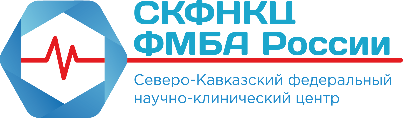 СКФНКЦ
ФМБА России
Северо-Кавказский федеральный
научно-клинический центр